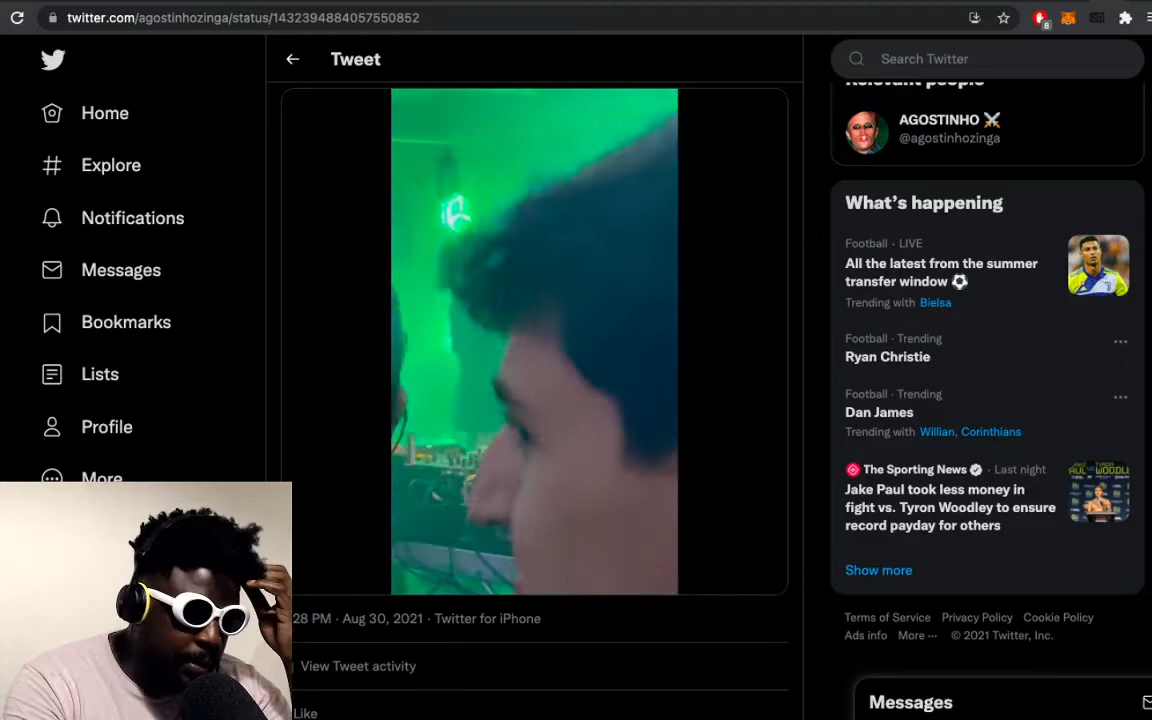 twitter.com/agostinhozinga/status/1432394884057550852
8
Tweet
Search Twitter
Home
Explore
Notifications
Messages
Bookmarks
Lists
Profile
More
Relevant people
AGOSTINHO
@agostinhozinga
What's happening
Football · LIVE
All the latest from the summer
transfer window
Trending with Bielsa
Football · Trending
Ryan Christie
Football · Trending
Dan James
Trending with Willian, Corinthians
The Sporting News · Last night
Jake Paul took less money in
fight vs. Tyron Woodley to ensure
record payday for others
Show more
Terms of Service Privacy Policy Cookie Policy
Ads info More ··· © 2021 Twitter, Inc.
28 PM · Aug 30, 2021 · Twitter for iPhone
View Tweet activity
Like
Messages